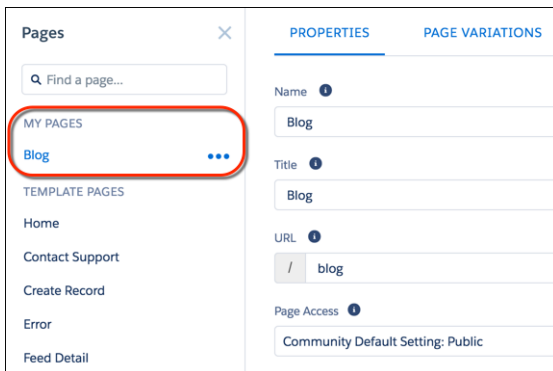 Pages
Find a page...
MY PAGES
Blog
TEMPLATE PAGES
Home
Contact Support
Create Record
Error
Feed Detail
PROPERTIES PAGE VARIATIONS
Name
Blog
Title
Blog
URL
/ blog
Page Access
Community Default Setting: Public